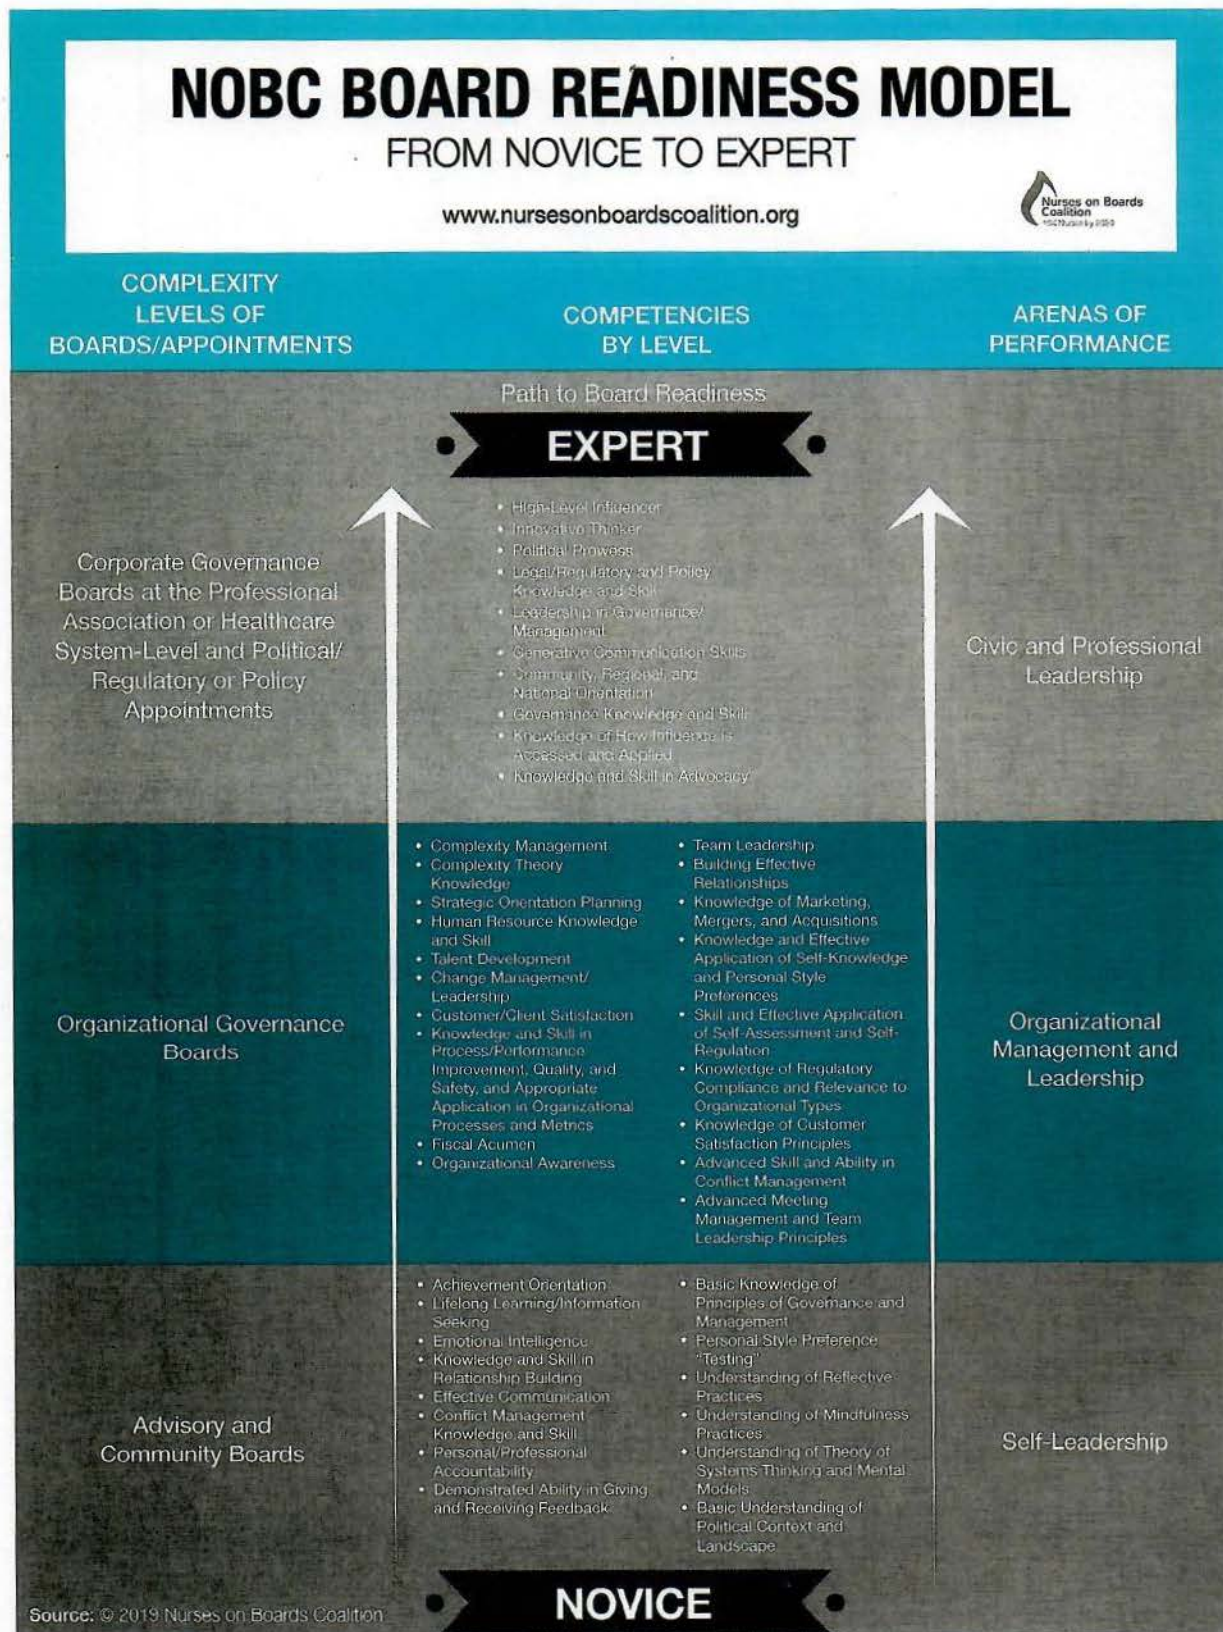 NOBC BOARD READINESS MODEL
FROM NOVICE TO EXPERT
www.nursesonboardscoalition.org
Nurses on Boards
Coalition
COMPLEXITY
LEVELS OF
BOARDS/APPOINTMENTS
COMPETENCIES
BY LEVEL
ARENAS OF
PERFORMANCE
Path to Board Readiness
EXPERT
Corporate Governance
Boards at the Professional
Association or Healthcare
System-Level and Political/
Regulatory or Policy
Appointments
• High-Level Influencer
• Innovative Thinker
• Political Prowess
• Legal/Regulatory and Policy
Knowledge and Skill
• Leadership in Governance/
Management
• Generative Communication Skills
• Community, Regional, and
National Orientation
• Governance Knowledge and Skill
• Knowledge of How Influence is
Accessed and Applied
• Knowledge and Skill in Advocacy
Civic and Professional
Leadership
Organizational Governance
Boards
• Complexity Management
• Complexity Theory
Knowledge
• Strategic Orientation Planning
• Human Resource Knowledge
and Skill
• Talent Development
• Change Management/
Leadership
• Customer/Client Satisfaction
• Knowledge and Skill in
Process/Performance
Improvement, Quality, and
Safety, and Appropriate
Application in Organizational
Processes and Metrics
• Fiscal Acumen
• Organizational Awareness
• Team Leadership
• Building Effective
Relationships
• Knowledge of Marketing,
Mergers, and Acquisitions
• Knowledge and Effective
Application of Self-Knowledge
and Personal Style
Preferences
• Skill and Effective Application
of Self-Assessment and Self-
Regulation
• Knowledge of Regulatory
Compliance and Relevance to
Organizational Types
• Knowledge of Customer
Satisfaction Principles
• Advanced Skill and Ability in
Conflict Management
• Advanced Meeting
Management and Team
Leadership Principles
Organizational
Management and
Leadership
Advisory and
Community Boards
• Achievement Orientation
• Lifelong Learning/Information
Seeking
• Emotional Intelligence
• Knowledge and Skill in
Relationship Building
• Effective Communication
• Conflict Management
Knowledge and Skill
• Personal/Professional
Accountability
• Demonstrated Ability in Giving
and Receiving Feedback
• Basic Knowledge of
Principles of Governance and
Management
• Personal Style Preference
"Testing"
• Understanding of Reflective
Practices
• Understanding of Mindfulness
Practices
• Understanding of Theory of
Systems Thinking and Mental
Models
• Basic Understanding of
Political Context and
Landscape
Self-Leadership
NOVICE
Source: © 2019 Nurses on Boards Coalition